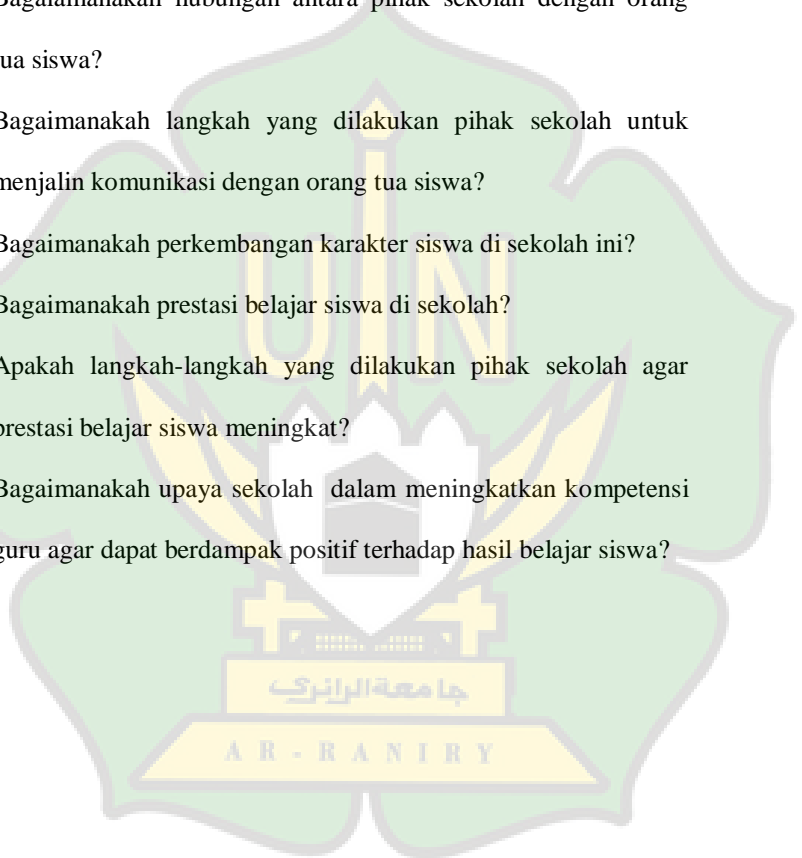 Bagaiamanakah hubungan antara pihak sekolah dengan orang
tua siswa?
Bagaimanakah langkah yang dilakukan pihak sekolah untuk
menjalin komunikasi dengan orang tua siswa?
Bagaimanakah perkembangan karakter siswa di sekolah ini?
Bagaimanakah prestasi belajar siswa di sekolah?
Apakah langkah-langkah yang dilakukan pihak sekolah agar
prestasi belajar siswa meningkat?
Bagaimanakah upaya sekolah dalam meningkatkan kompetensi
guru agar dapat berdampak positif terhadap hasil belajar siswa?
UIN
جامعة الرانري
AR-RANIRY